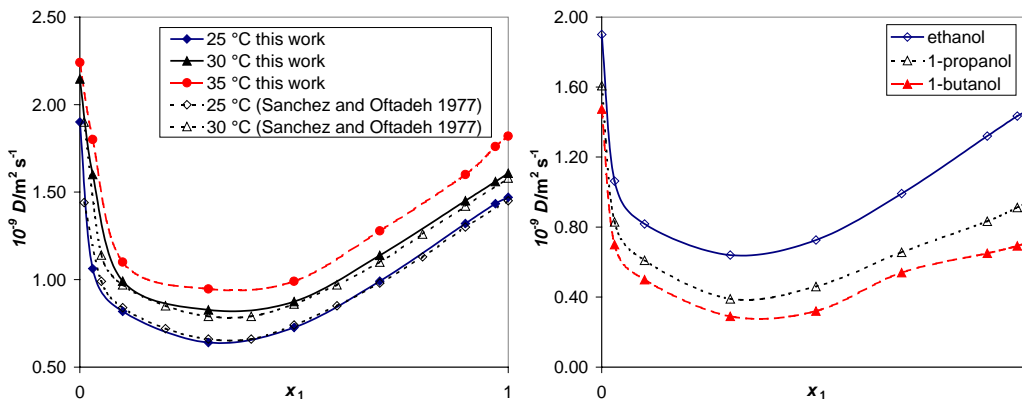 2.50
2.00
1.50
1.00
0.50
10⁻⁹ D/m² s⁻¹
25 °C this work
30 °C this work
35 °C this work
25 °C (Sanchez and Oftadeh 1977)
30 °C (Sanchez and Oftadeh 1977)
0
x₁
1
2.00
1.60
1.20
0.80
0.40
0.00
10⁻⁹ D/m² s⁻¹
ethanol
1-propanol
1-butanol
0
x₁
1